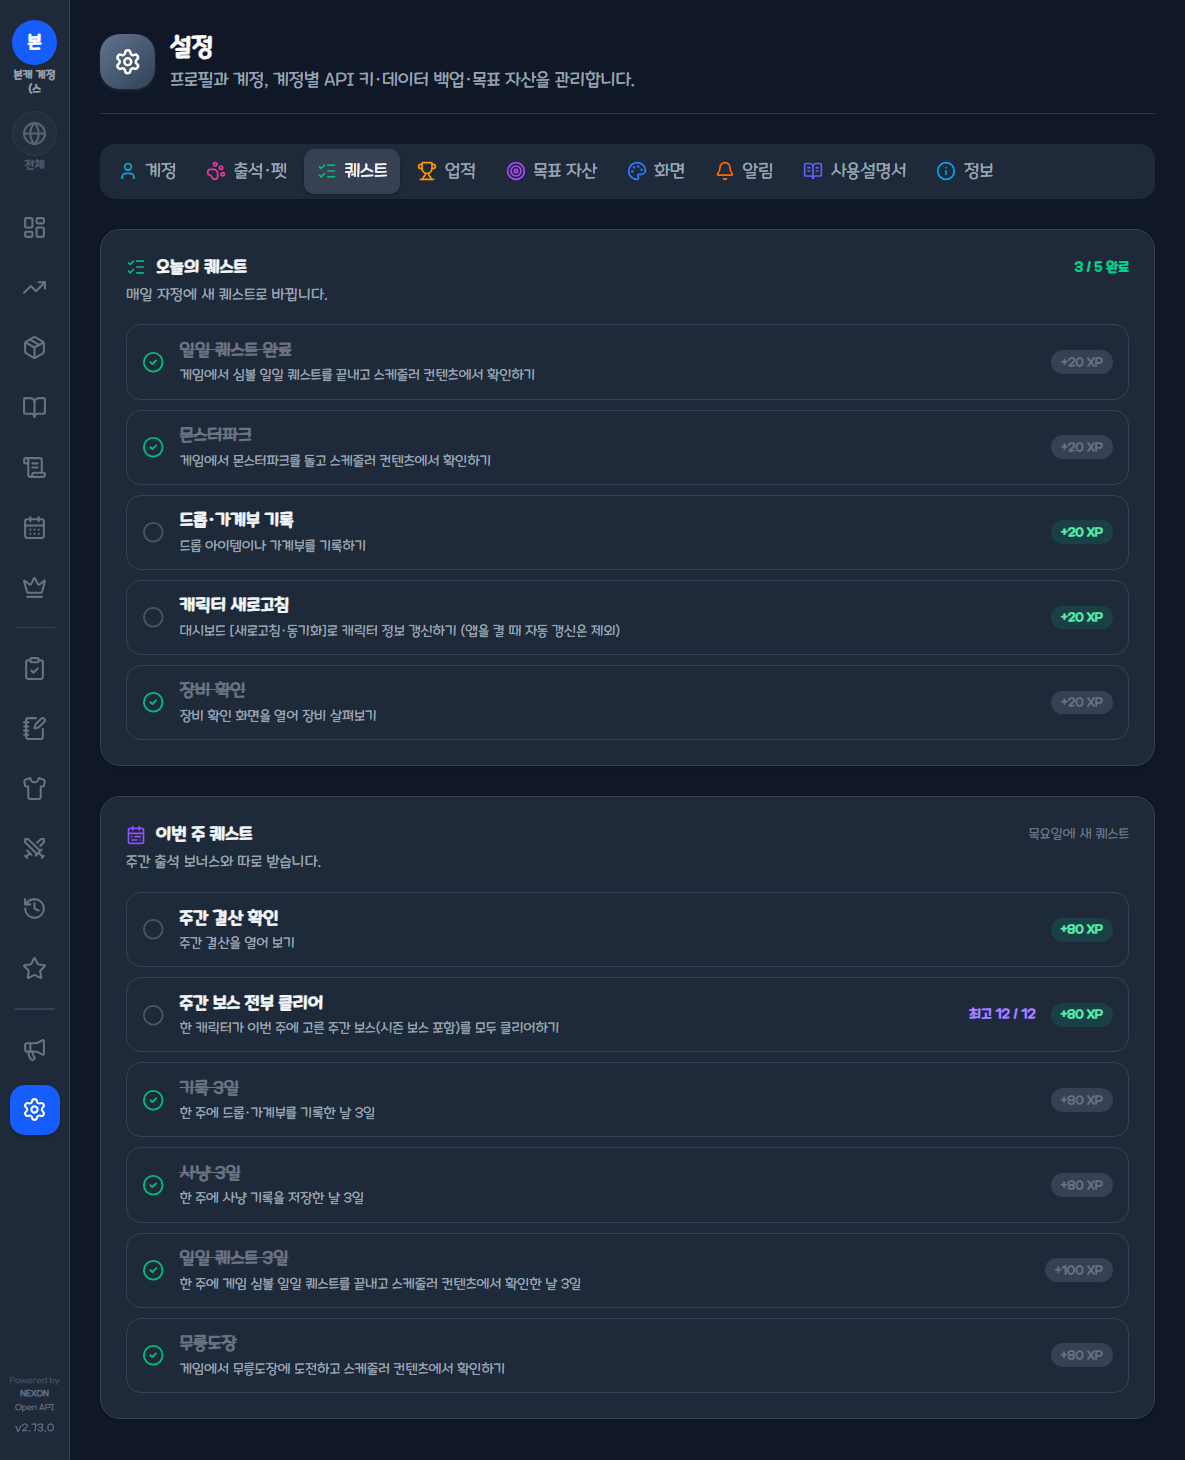 본
본캐 계정
(스
전체
Powered by
NEXON
Open API
v2.73.0
설정
프로필과 계정, 계정별 API 키·데이터 백업·목표 자산을 관리합니다.
계정
출석·펫
퀘스트
업적
목표 자산
화면
알림
사용설명서
정보
오늘의 퀘스트
3 / 5 완료
매일 자정에 새 퀘스트로 바뀝니다.
일일 퀘스트 완료
+20 XP
게임에서 심볼 일일 퀘스트를 끝내고 스케줄러 컨텐츠에서 확인하기
몬스터파크
+20 XP
게임에서 몬스터파크를 돌고 스케줄러 컨텐츠에서 확인하기
드롭·가계부 기록
+20 XP
드롭 아이템이나 가계부를 기록하기
캐릭터 새로고침
+20 XP
대시보드 [새로고침·동기화]로 캐릭터 정보 갱신하기 (앱을 켤 때 자동 갱신은 제외)
장비 확인
+20 XP
장비 확인 화면을 열어 장비 살펴보기
이번 주 퀘스트
목요일에 새 퀘스트
주간 출석 보너스와 따로 받습니다.
주간 결산 확인
+80 XP
주간 결산을 열어 보기
주간 보스 전부 클리어
최고 12 / 12
+80 XP
한 캐릭터가 이번 주에 고른 주간 보스(시즌 보스 포함)를 모두 클리어하기
기록 3일
+80 XP
한 주에 드롭·가계부를 기록한 날 3일
사냥 3일
+80 XP
한 주에 사냥 기록을 저장한 날 3일
일일 퀘스트 3일
+100 XP
한 주에 게임 심볼 일일 퀘스트를 끝내고 스케줄러 컨텐츠에서 확인한 날 3일
무릉도장
+80 XP
게임에서 무릉도장에 도전하고 스케줄러 컨텐츠에서 확인하기